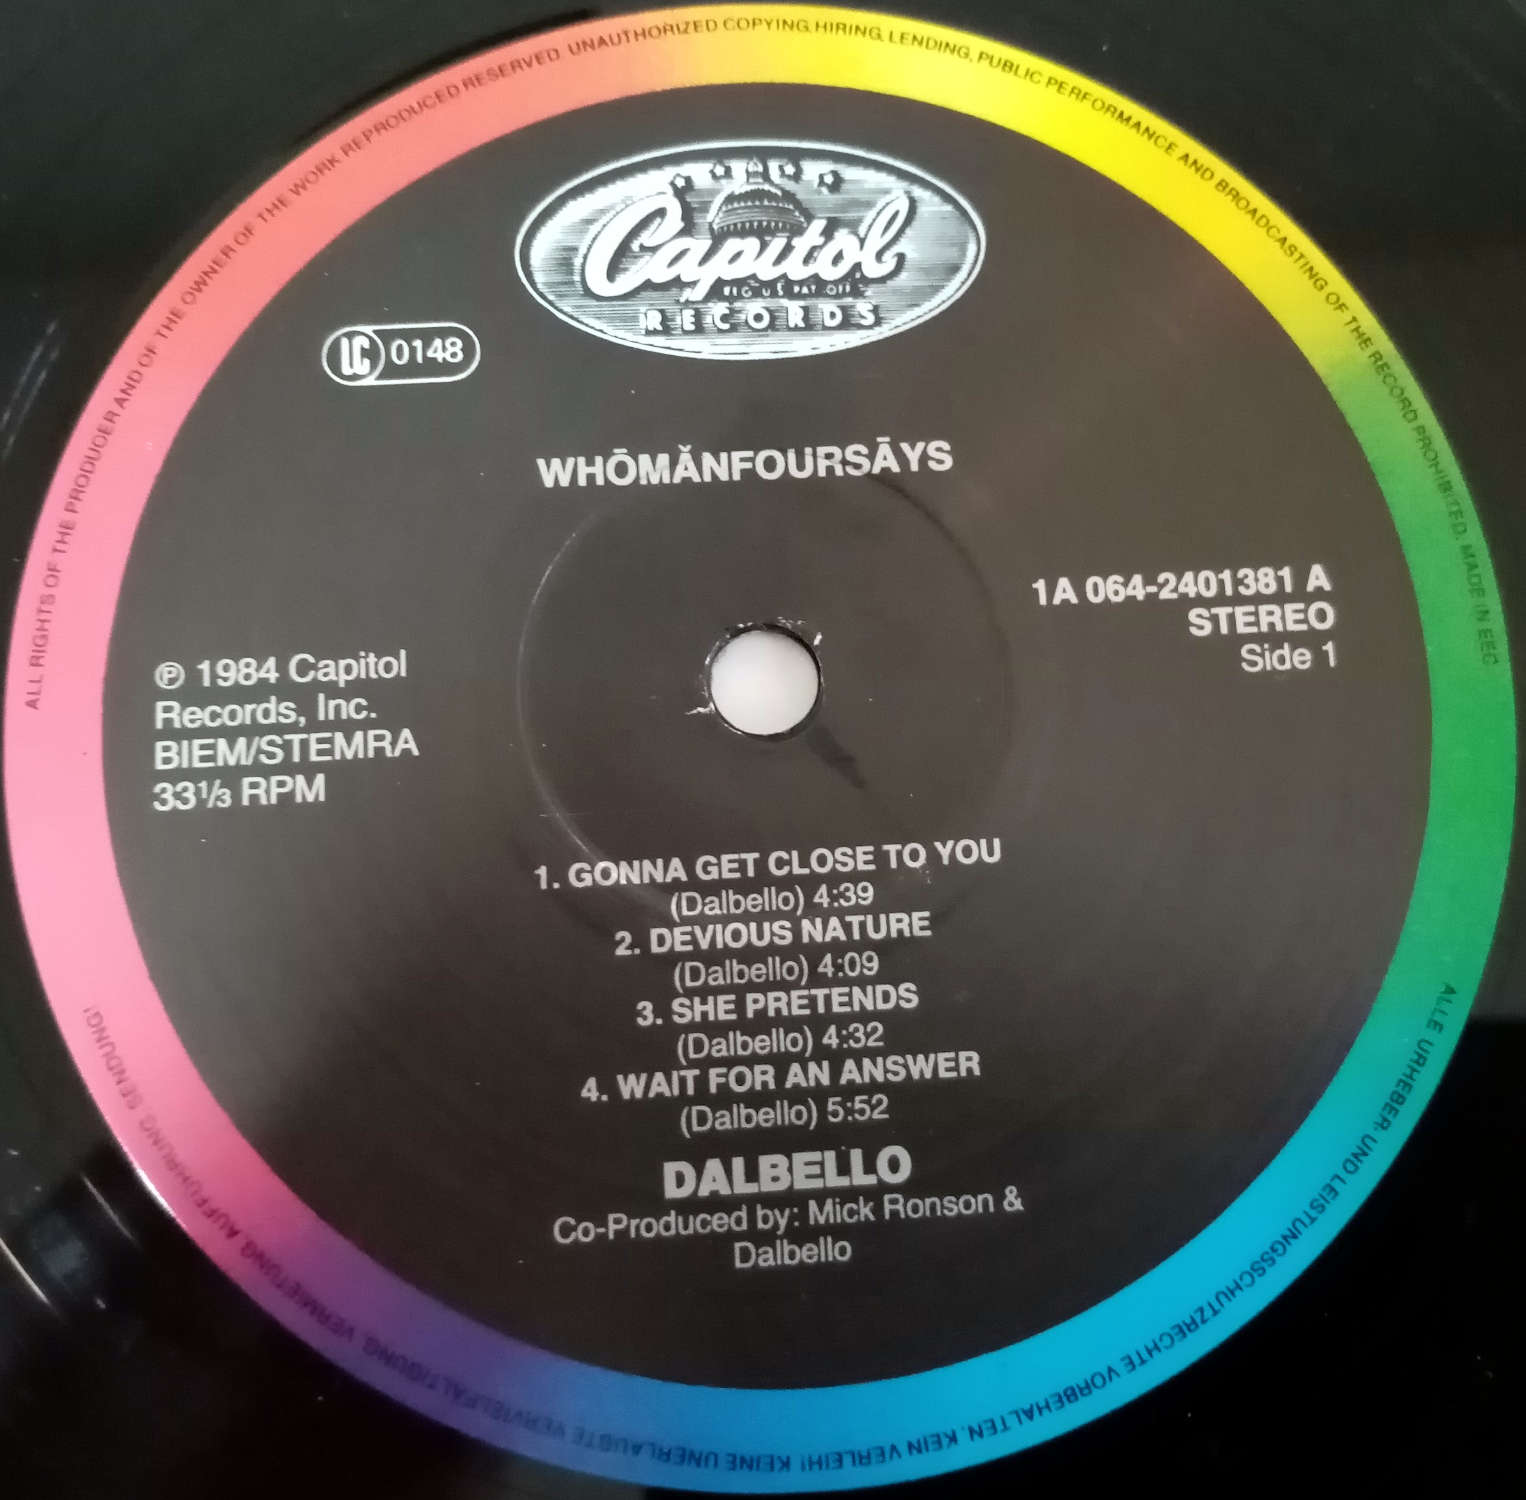 ALL RIGHTS OF THE PRODUCER AND OF THE OWNER OF THE WORK REPRODUCED RESERVED. UNAUTHORIZED COPYING, HIRING, LENDING, PUBLIC PERFORMANCE AND BROADCASTING OF THE RECORD PROHIBITED. MADE IN EEC
Capitol
REG. U.S. PAT. OFF.
RECORDS
LC 0148
WHŌMĂNFOURSĀYS
1A 064-2401381 A
STEREO
Side 1
℗ 1984 Capitol
Records, Inc.
BIEM/STEMRA
33⅓ RPM
1. GONNA GET CLOSE TO YOU
(Dalbello) 4:39
2. DEVIOUS NATURE
(Dalbello) 4:09
3. SHE PRETENDS
(Dalbello) 4:32
4. WAIT FOR AN ANSWER
(Dalbello) 5:52
DALBELLO
Co-Produced by: Mick Ronson &
Dalbello
ALLE URHEBER- UND LEISTUNGSSCHUTZRECHTE VORBEHALTEN. KEIN VERLEIH! KEINE UNERLAUBTE VERVIELFÄLTIGUNG, VERMIETUNG, AUFFÜHRUNG, SENDUNG!